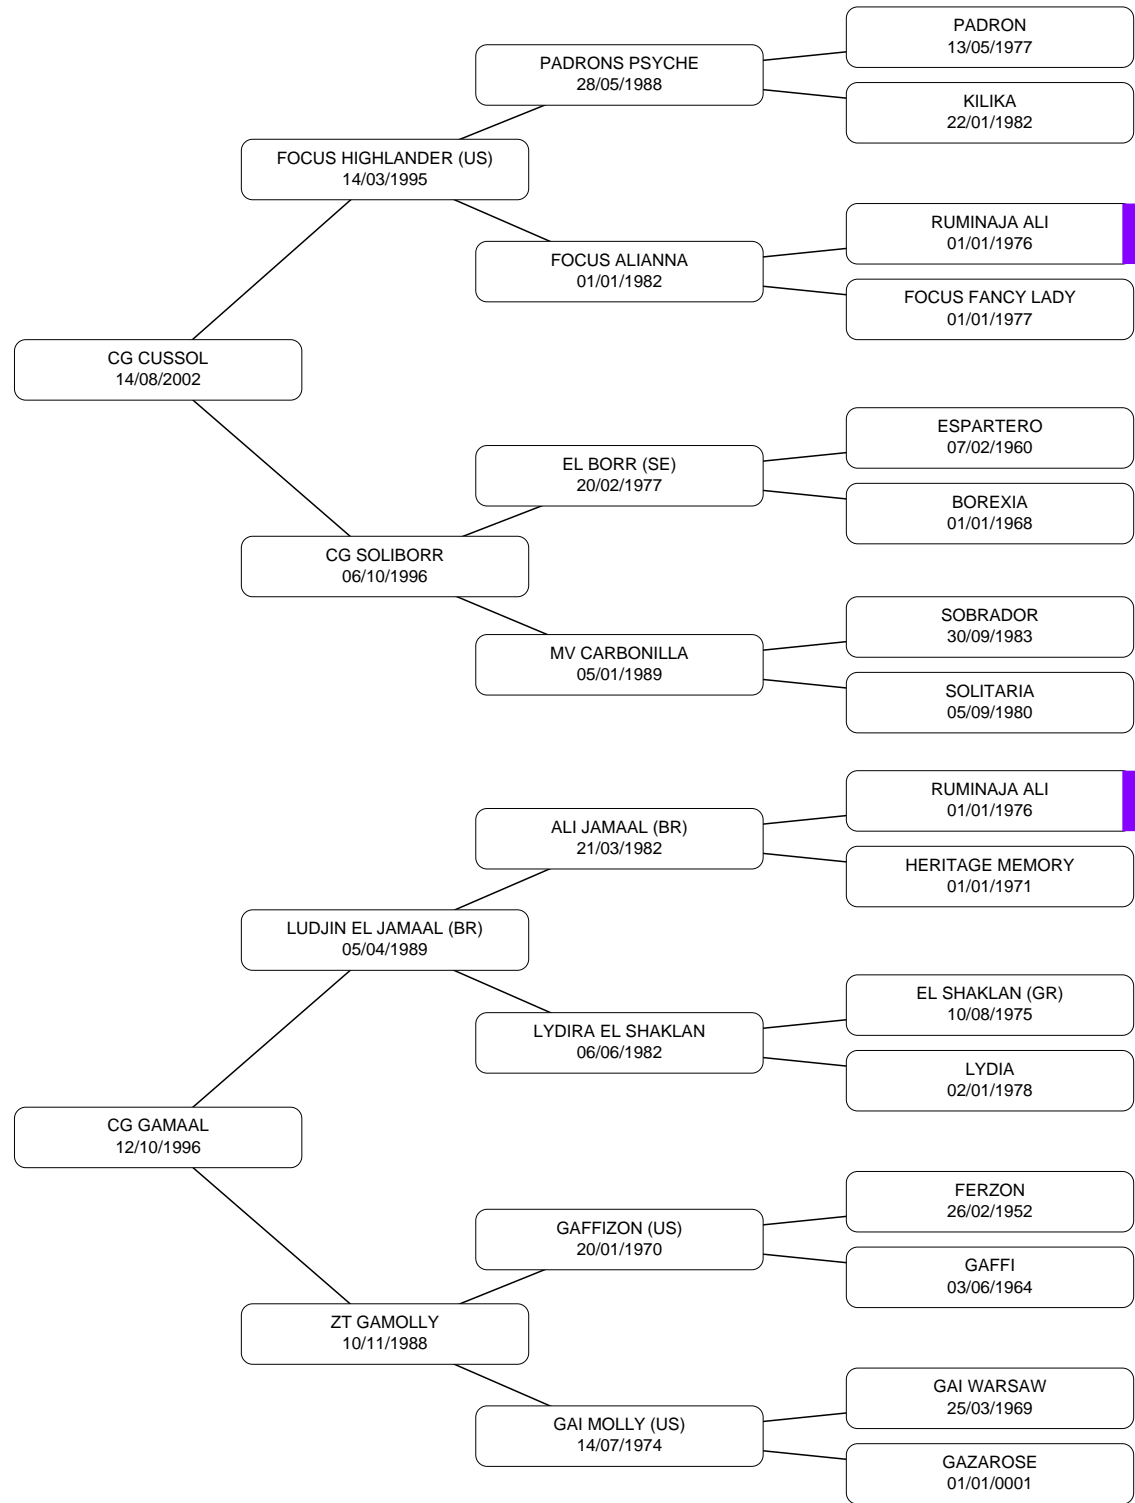 PADRON
13/05/1977
PADRONS PSYCHE
28/05/1988
KILIKA
22/01/1982
FOCUS HIGHLANDER (US)
14/03/1995
RUMINAJA ALI
01/01/1976
FOCUS ALIANNA
01/01/1982
FOCUS FANCY LADY
01/01/1977
CG CUSSOL
14/08/2002
ESPARTERO
07/02/1960
EL BORR (SE)
20/02/1977
BOREXIA
01/01/1968
CG SOLIBORR
06/10/1996
SOBRADOR
30/09/1983
MV CARBONILLA
05/01/1989
SOLITARIA
05/09/1980
RUMINAJA ALI
01/01/1976
ALI JAMAAL (BR)
21/03/1982
HERITAGE MEMORY
01/01/1971
LUDJIN EL JAMAAL (BR)
05/04/1989
EL SHAKLAN (GR)
10/08/1975
LYDIRA EL SHAKLAN
06/06/1982
LYDIA
02/01/1978
CG GAMAAL
12/10/1996
FERZON
26/02/1952
GAFFIZON (US)
20/01/1970
GAFFI
03/06/1964
ZT GAMOLLY
10/11/1988
GAI WARSAW
25/03/1969
GAI MOLLY (US)
14/07/1974
GAZAROSE
01/01/0001